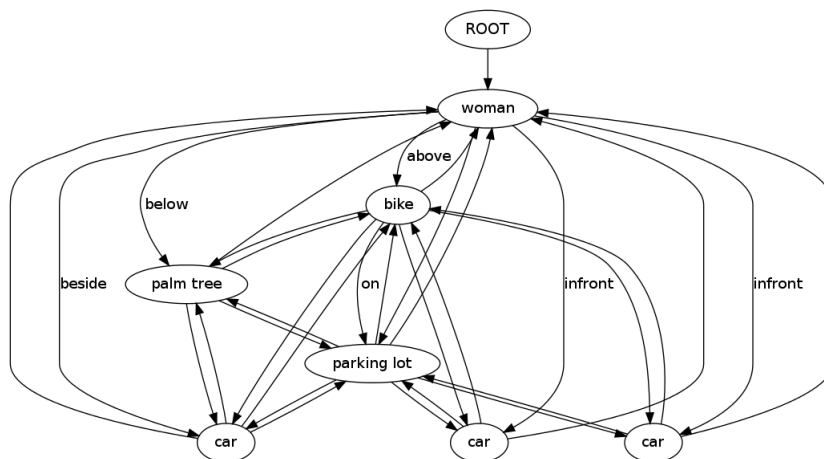 ROOT
woman
above
bike
below
palm tree
beside
on
infront
infront
parking lot
car
car
car